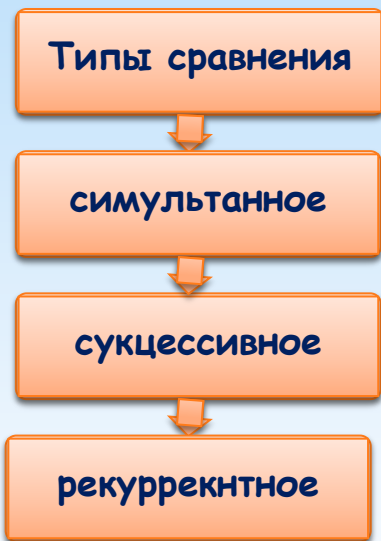 Типы сравнения
симультанное
сукцессивное
рекуррекнтное